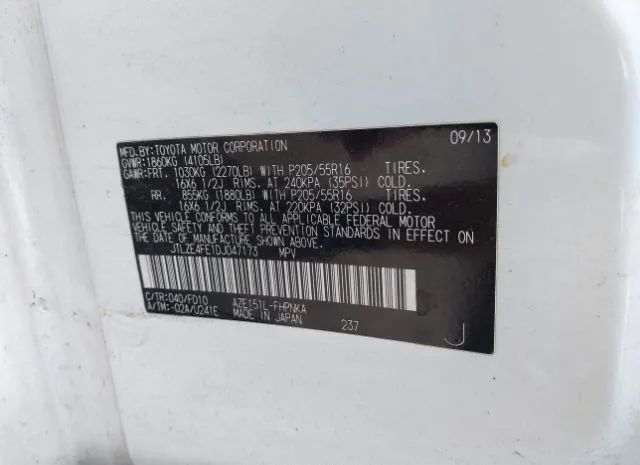 MFD.BY:TOYOTA MOTOR CORPORATION 09/13
GVWR:1860KG (4105LB)
GAWR:FRT. 1030KG (2270LB) WITH P205/55R16 TIRES.
16X6 1/2J RIMS. AT 240KPA (35PSI) COLD.
RR. 855KG (1880LB) WITH P205/55R16 TIRES.
16X6 1/2J RIMS. AT 220KPA (32PSI) COLD.
THIS VEHICLE CONFORMS TO ALL APPLICABLE FEDERAL MOTOR
VEHICLE SAFETY AND THEFT PREVENTION STANDARDS IN EFFECT ON
THE DATE OF MANUFACTURE SHOWN ABOVE.
JTLZE4FE1DJ047173 MPV
C/TR:040/FD10 AZE151L-FHPNKA
A/TM:-02A/U241E MADE IN JAPAN 237 J